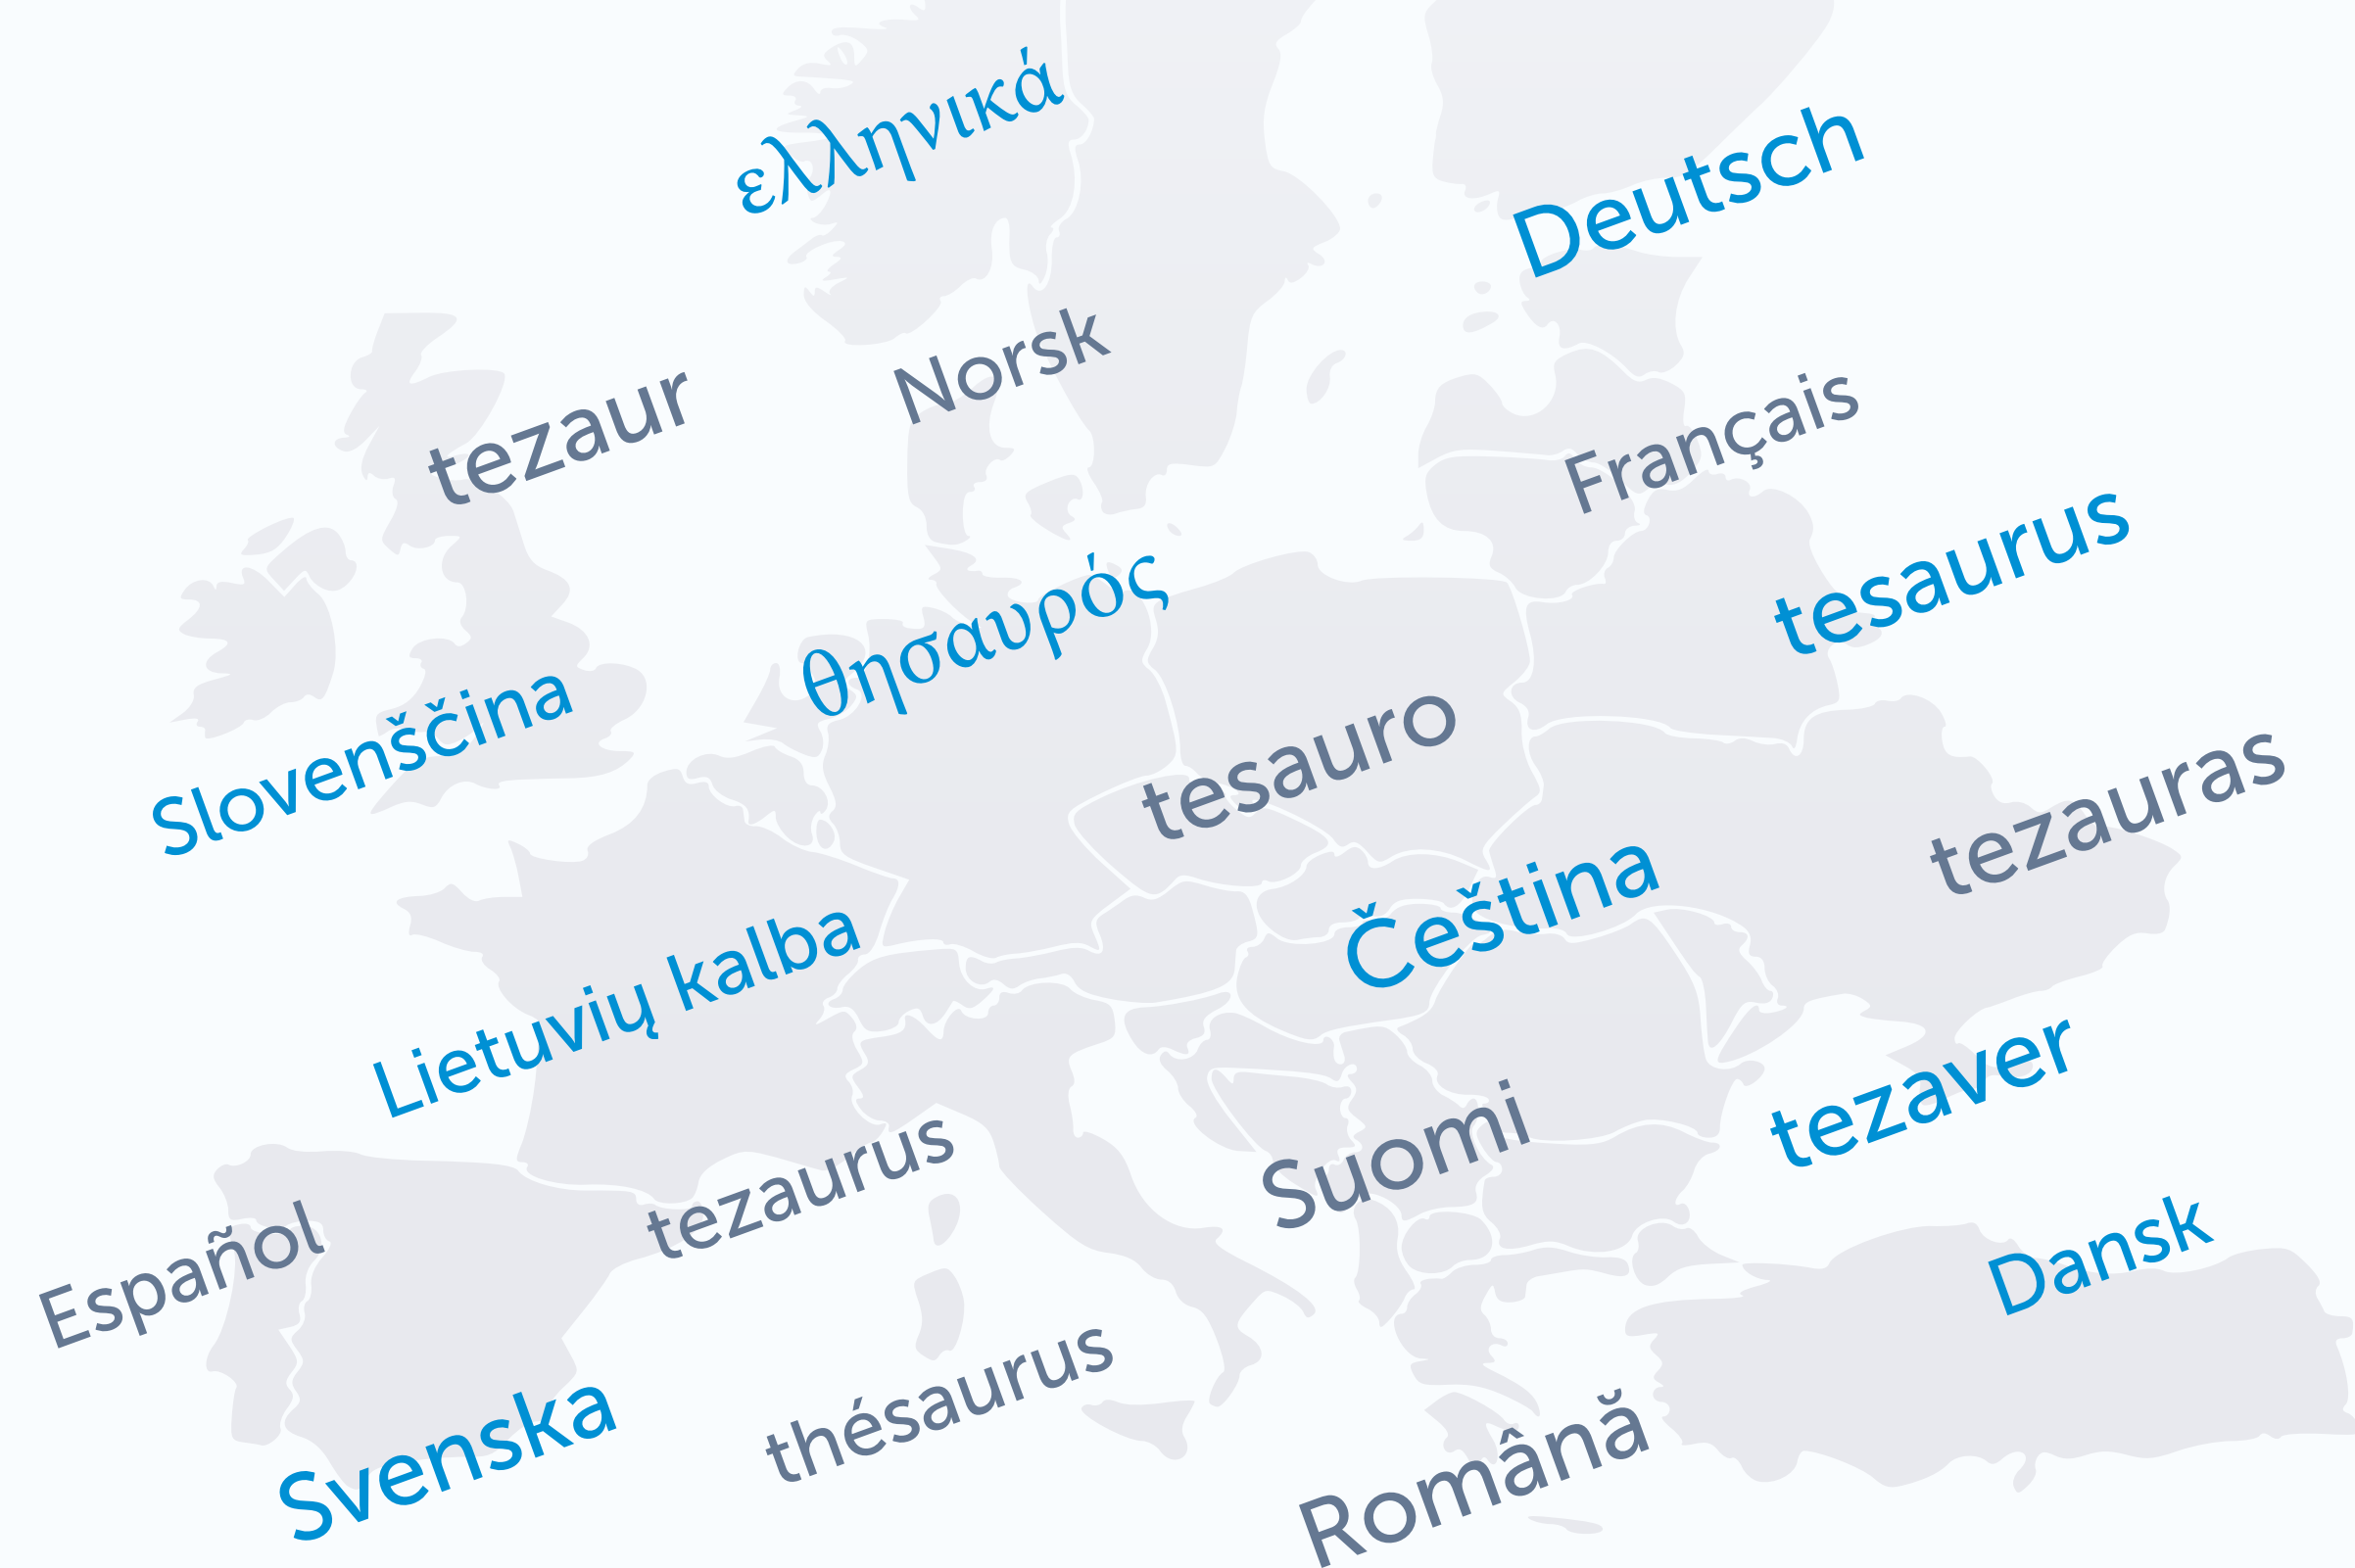 ελληνικά
Deutsch
Norsk
tezaur
Français
tesaurus
θησαυρός
Slovenščina
tesauro
tezauras
Čeština
Lietuvių kalba
tezaver
Suomi
tezaurus
Español
Dansk
thésaurus
Svenska
Română